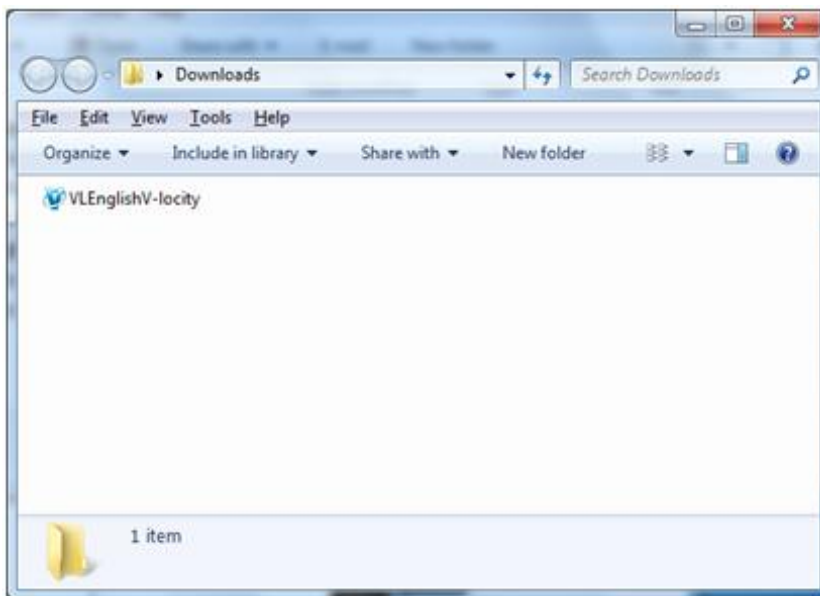 Downloads
Search Downloads
File Edit View Tools Help
Organize Include in library Share with New folder
VLEnglishV-locity
1 item